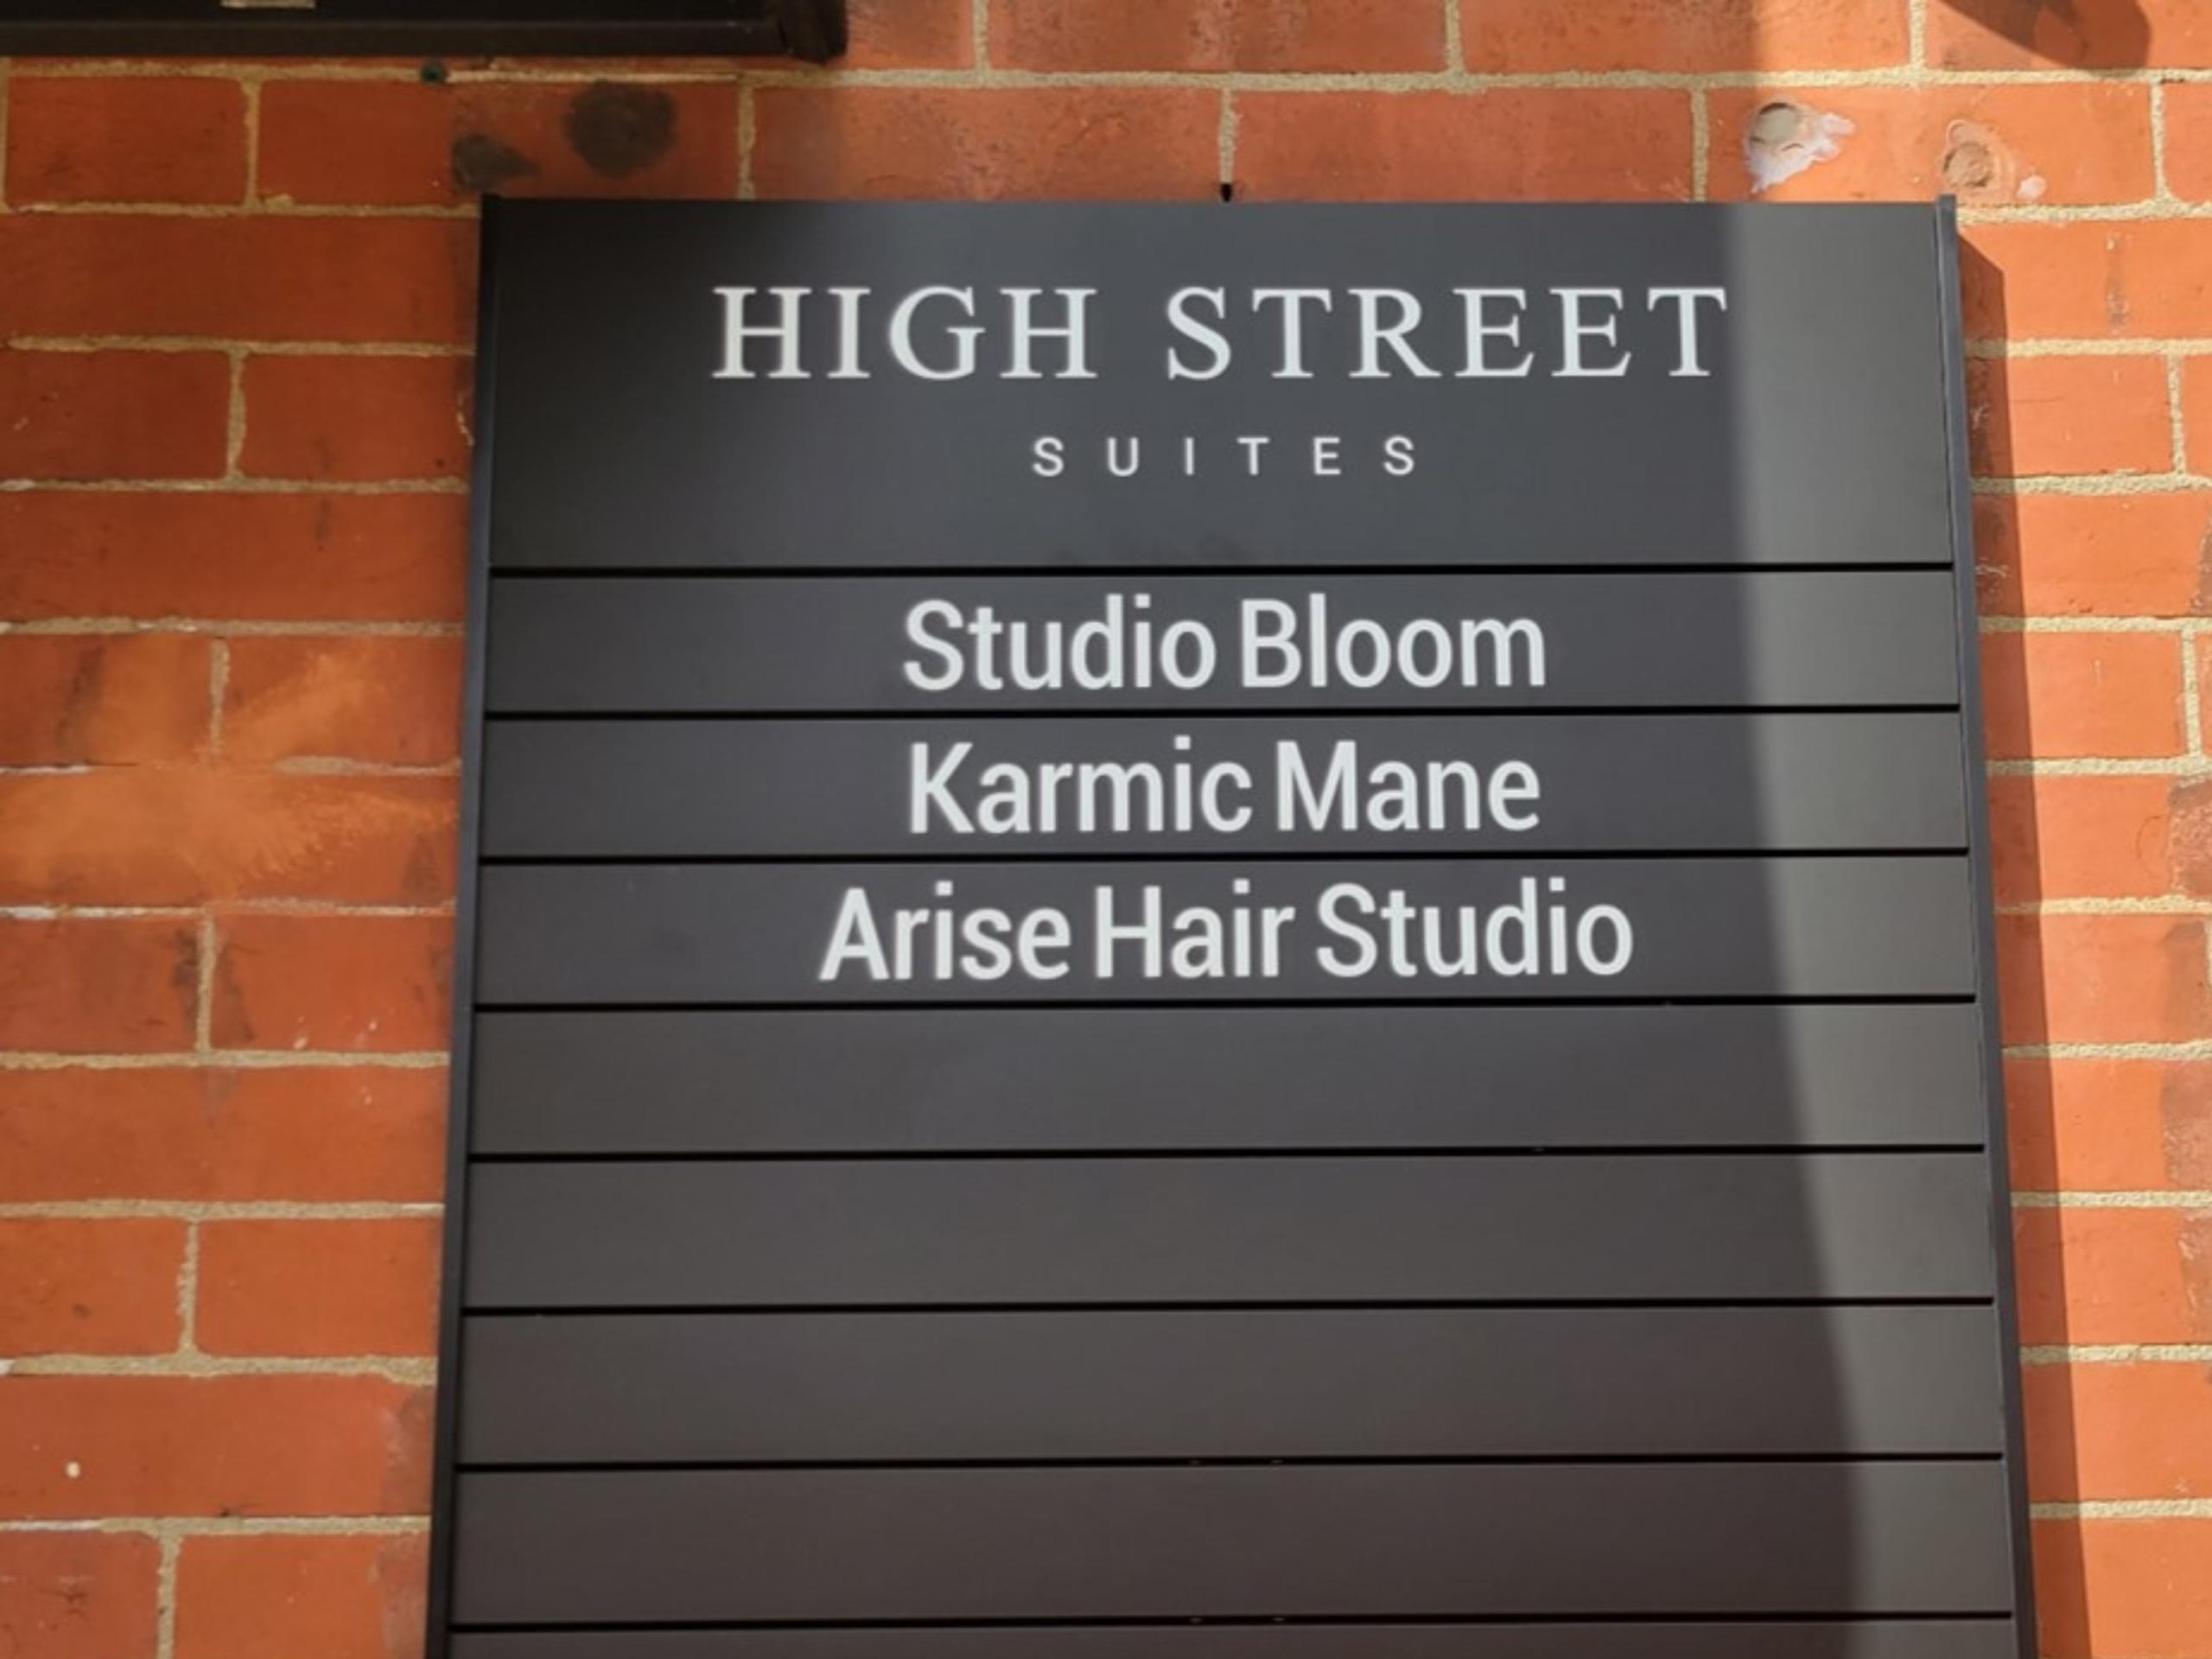 HIGH STREET
SUITES
Studio Bloom
Karmic Mane
Arise Hair Studio